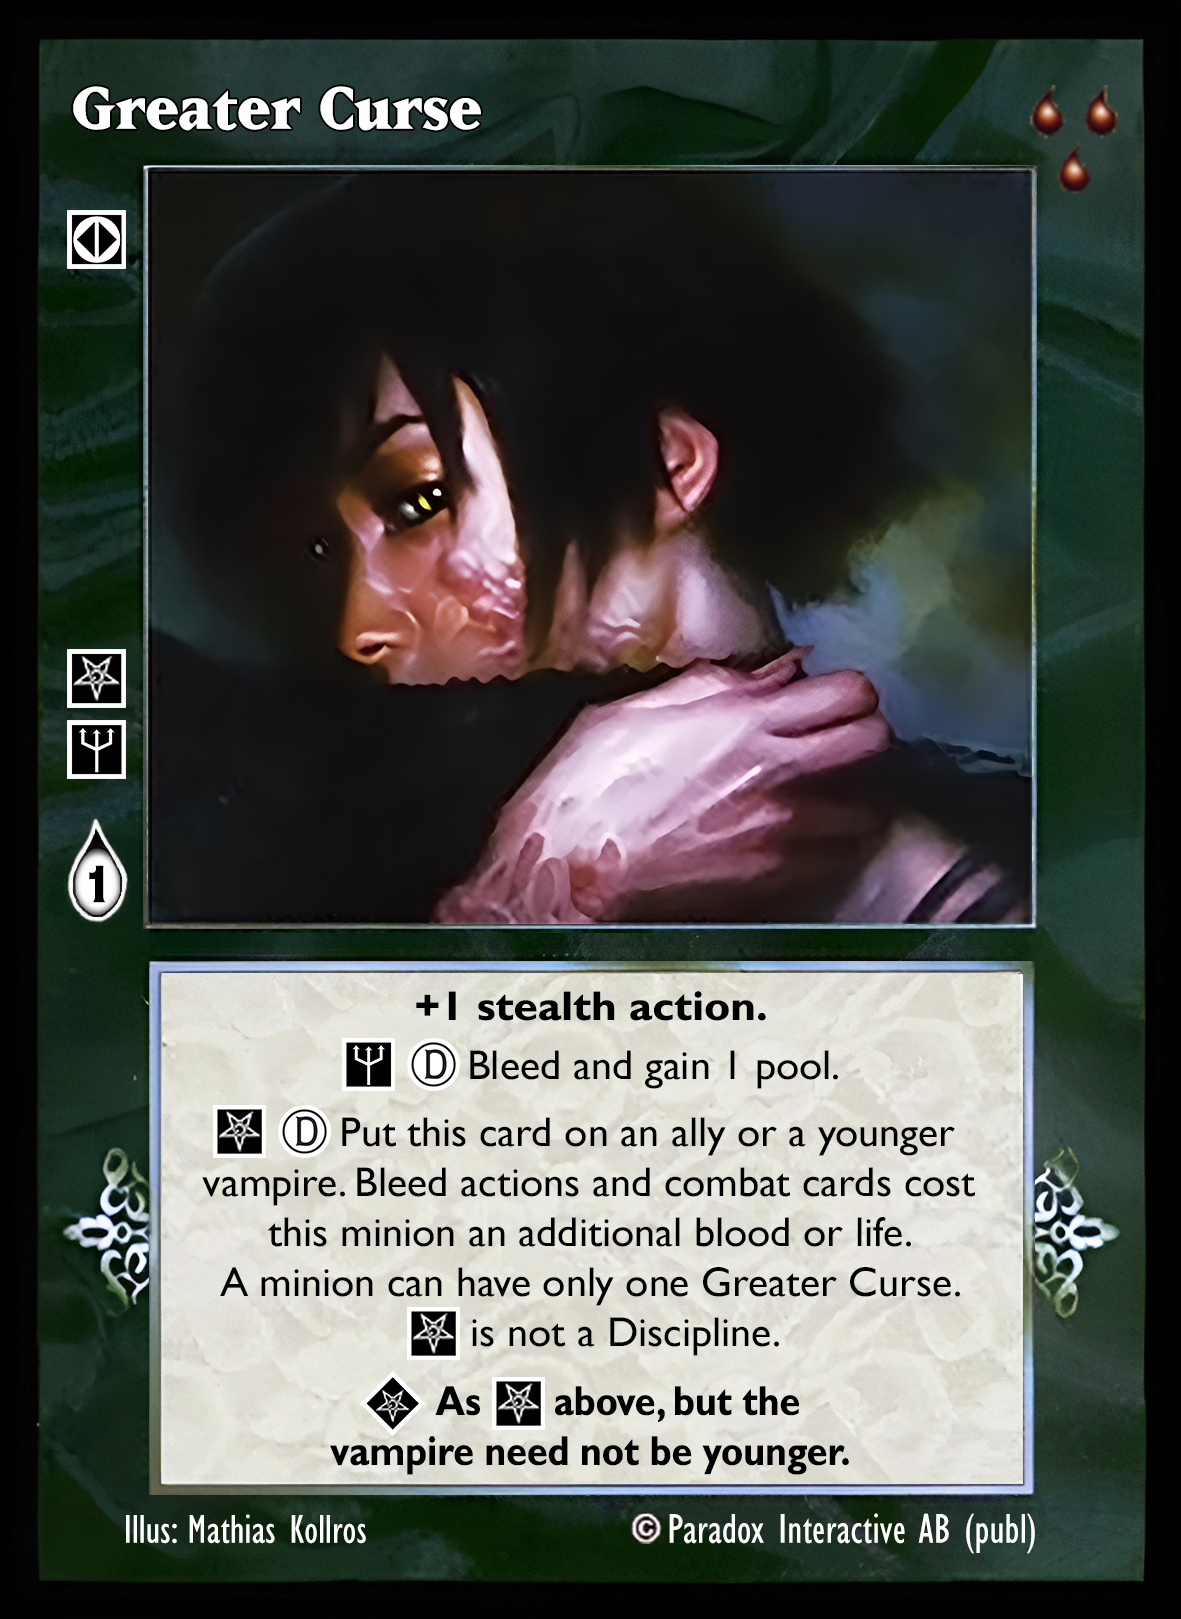 Greater Curse
1
+1 stealth action.
D Bleed and gain 1 pool.
D Put this card on an ally or a younger
vampire. Bleed actions and combat cards cost
this minion an additional blood or life.
A minion can have only one Greater Curse.
is not a Discipline.
As above, but the
vampire need not be younger.
Illus: Mathias Kollros
© Paradox Interactive AB (publ)